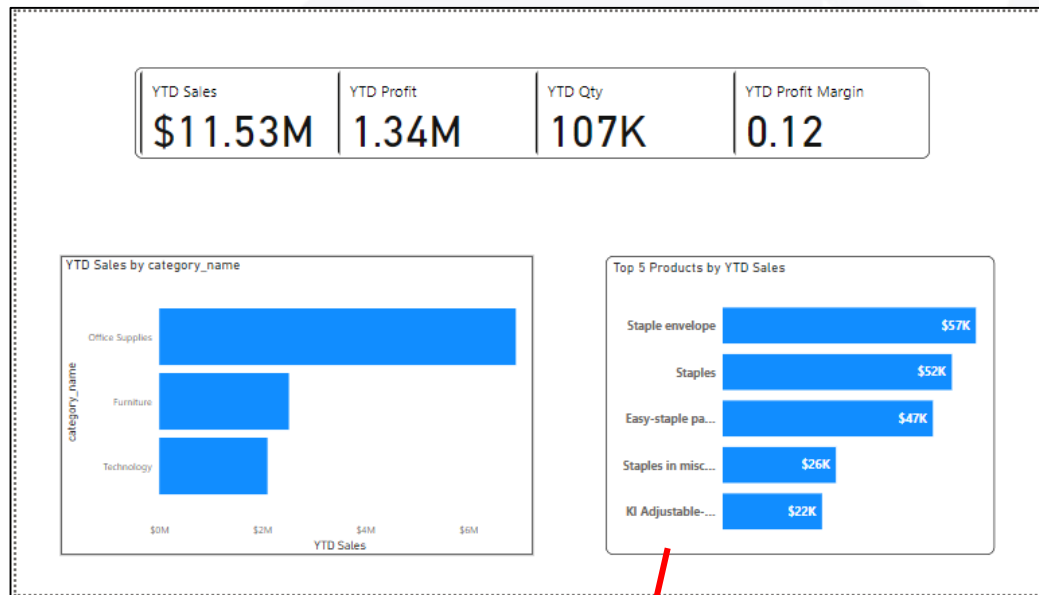 YTD Sales
$11.53M
YTD Profit
1.34M
YTD Qty
107K
YTD Profit Margin
0.12
YTD Sales by category_name
category_name
Office Supplies
Furniture
Technology
$0M $2M $4M $6M
YTD Sales
Top 5 Products by YTD Sales
Staple envelope $57K
Staples $52K
Easy-staple pa... $47K
Staples in misc... $26K
KI Adjustable-... $22K